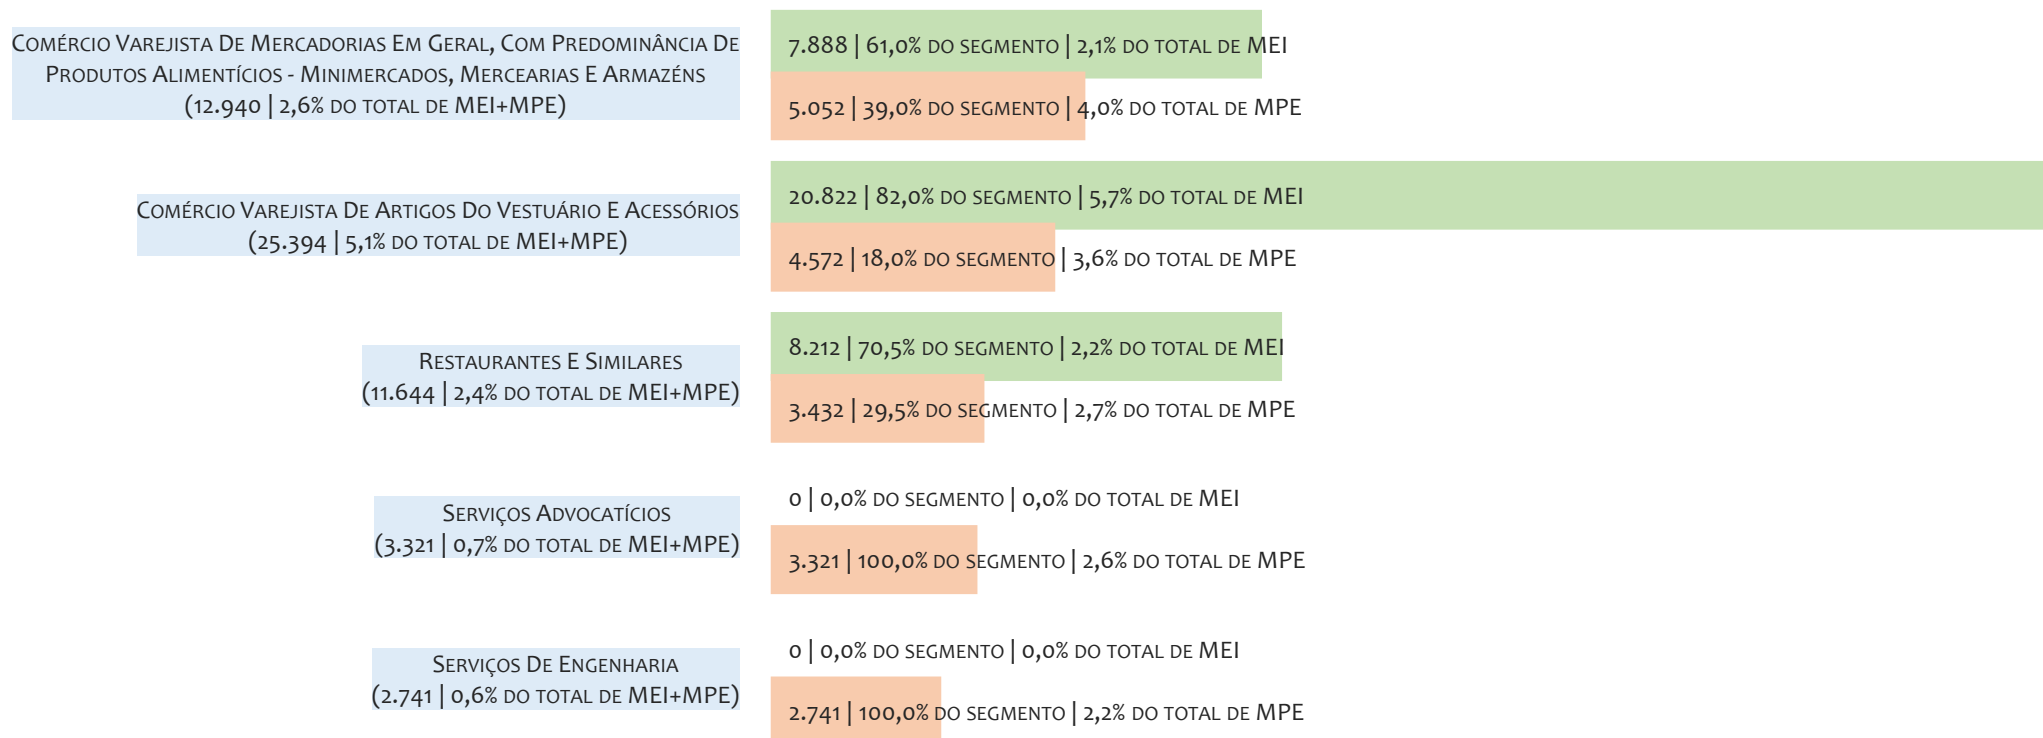 Comércio Varejista De Mercadorias Em Geral, Com Predominância De
Produtos Alimentícios - Minimercados, Mercearias E Armazéns
(12.940 | 2,6% do total de MEI+MPE)
7.888 | 61,0% do segmento | 2,1% do total de MEI
5.052 | 39,0% do segmento | 4,0% do total de MPE
Comércio Varejista De Artigos Do Vestuário E Acessórios
(25.394 | 5,1% do total de MEI+MPE)
20.822 | 82,0% do segmento | 5,7% do total de MEI
4.572 | 18,0% do segmento | 3,6% do total de MPE
Restaurantes E Similares
(11.644 | 2,4% do total de MEI+MPE)
8.212 | 70,5% do segmento | 2,2% do total de MEI
3.432 | 29,5% do segmento | 2,7% do total de MPE
Serviços Advocatícios
(3.321 | 0,7% do total de MEI+MPE)
0 | 0,0% do segmento | 0,0% do total de MEI
3.321 | 100,0% do segmento | 2,6% do total de MPE
Serviços De Engenharia
(2.741 | 0,6% do total de MEI+MPE)
0 | 0,0% do segmento | 0,0% do total de MEI
2.741 | 100,0% do segmento | 2,2% do total de MPE